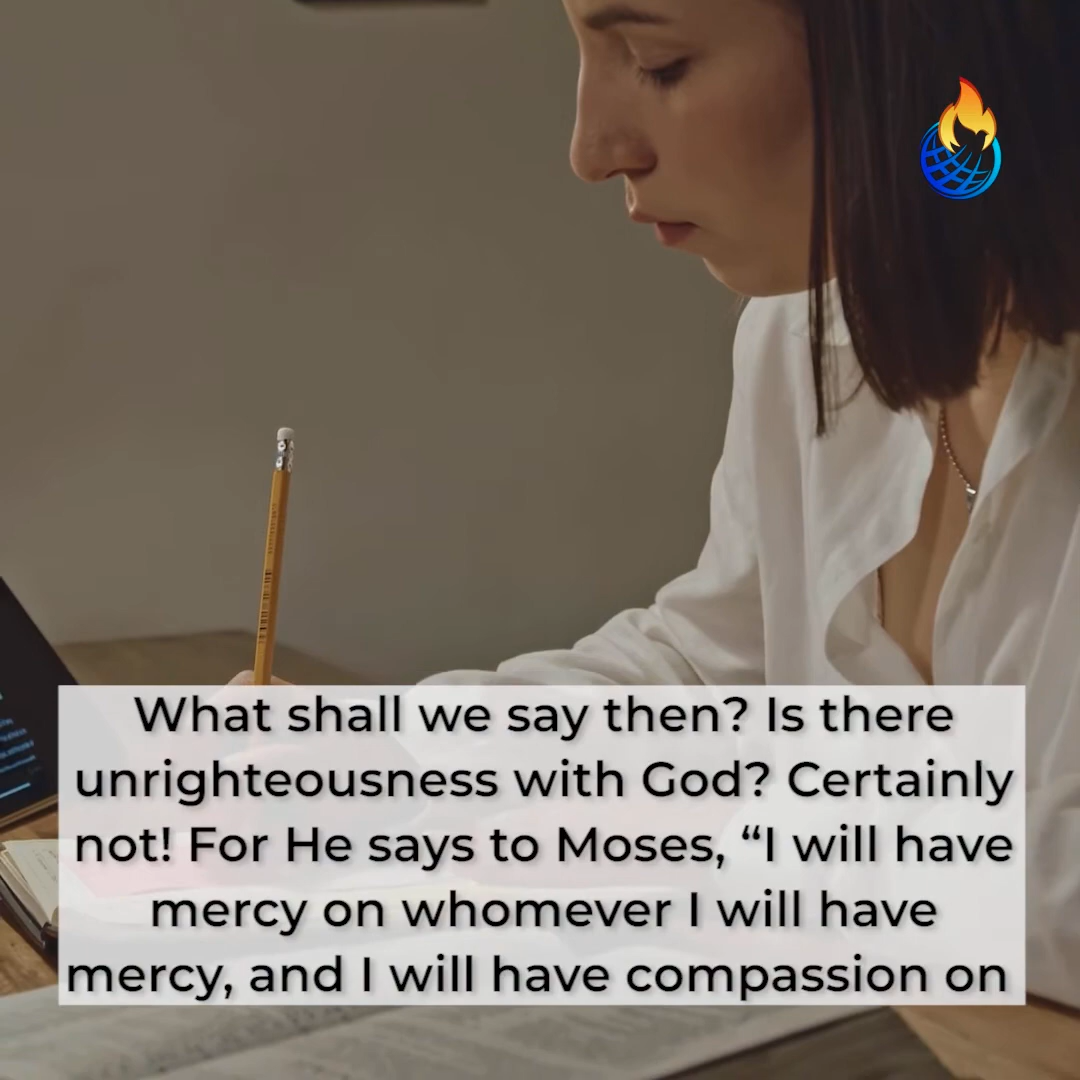 What shall we say then? Is there
unrighteousness with God? Certainly
not! For He says to Moses, “I will have
mercy on whomever I will have
mercy, and I will have compassion on